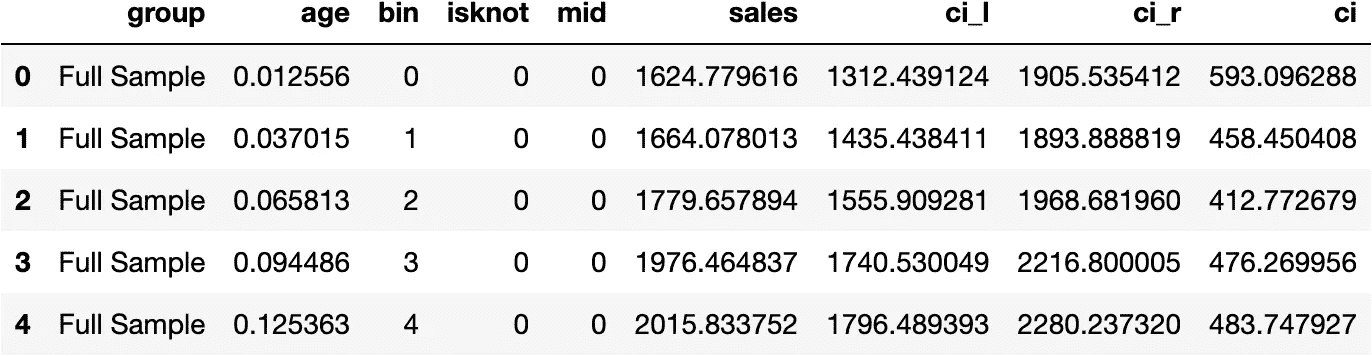 group age bin isknot mid sales ci_l ci_r ci
0 Full Sample 0.012556 0 0 0 1624.779616 1312.439124 1905.535412 593.096288
1 Full Sample 0.037015 1 0 0 1664.078013 1435.438411 1893.888819 458.450408
2 Full Sample 0.065813 2 0 0 1779.657894 1555.909281 1968.681960 412.772679
3 Full Sample 0.094486 3 0 0 1976.464837 1740.530049 2216.800005 476.269956
4 Full Sample 0.125363 4 0 0 2015.833752 1796.489393 2280.237320 483.747927